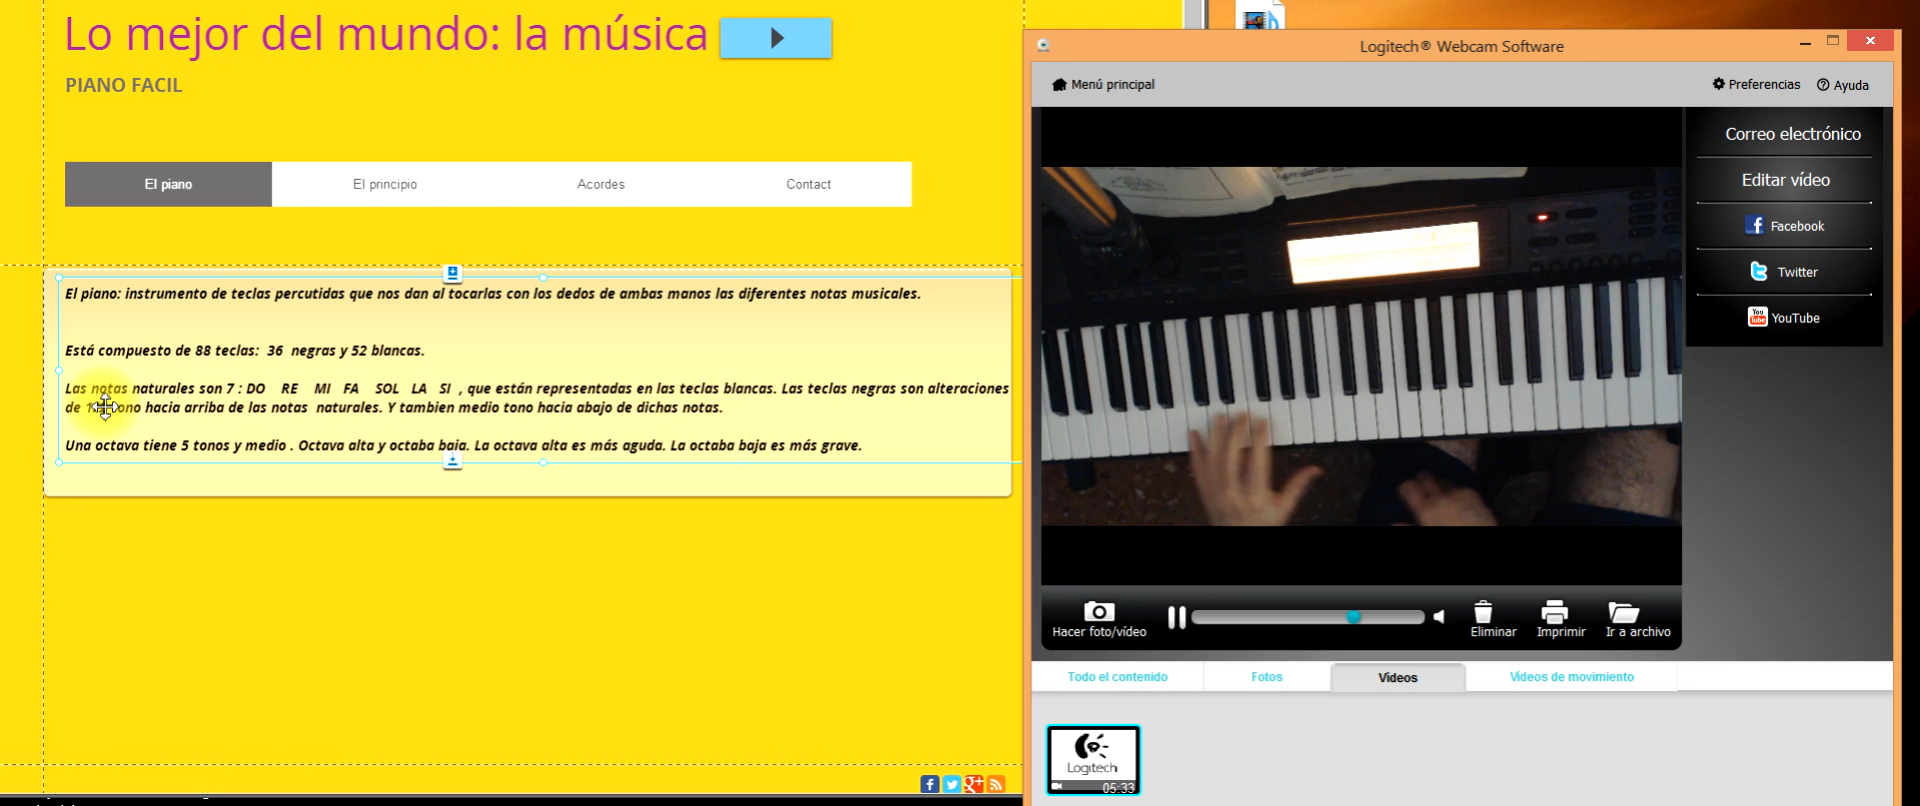 Lo mejor del mundo: la música
PIANO FACIL
El piano
El principio
Acordes
Contact
El piano: instrumento de teclas percutidas que nos dan al tocarlas con los dedos de ambas manos las diferentes notas musicales.
Está compuesto de 88 teclas: 36 negras y 52 blancas.
Las notas naturales son 7 : DO RE MI FA SOL LA SI , que están representadas en las teclas blancas. Las teclas negras son alteraciones
de tono hacia arriba de las notas naturales. Y tambien medio tono hacia abajo de dichas notas.
Una octava tiene 5 tonos y medio . Octava alta y octaba baja. La octava alta es más aguda. La octaba baja es más grave.
Logitech® Webcam Software
Menú principal
Preferencias
Ayuda
Correo electrónico
Editar vídeo
Facebook
Twitter
YouTube
Hacer foto/vídeo
Eliminar
Imprimir
Ir a archivo
Todo el contenido
Fotos
Vídeos
Vídeos de movimiento
Logitech
05:33